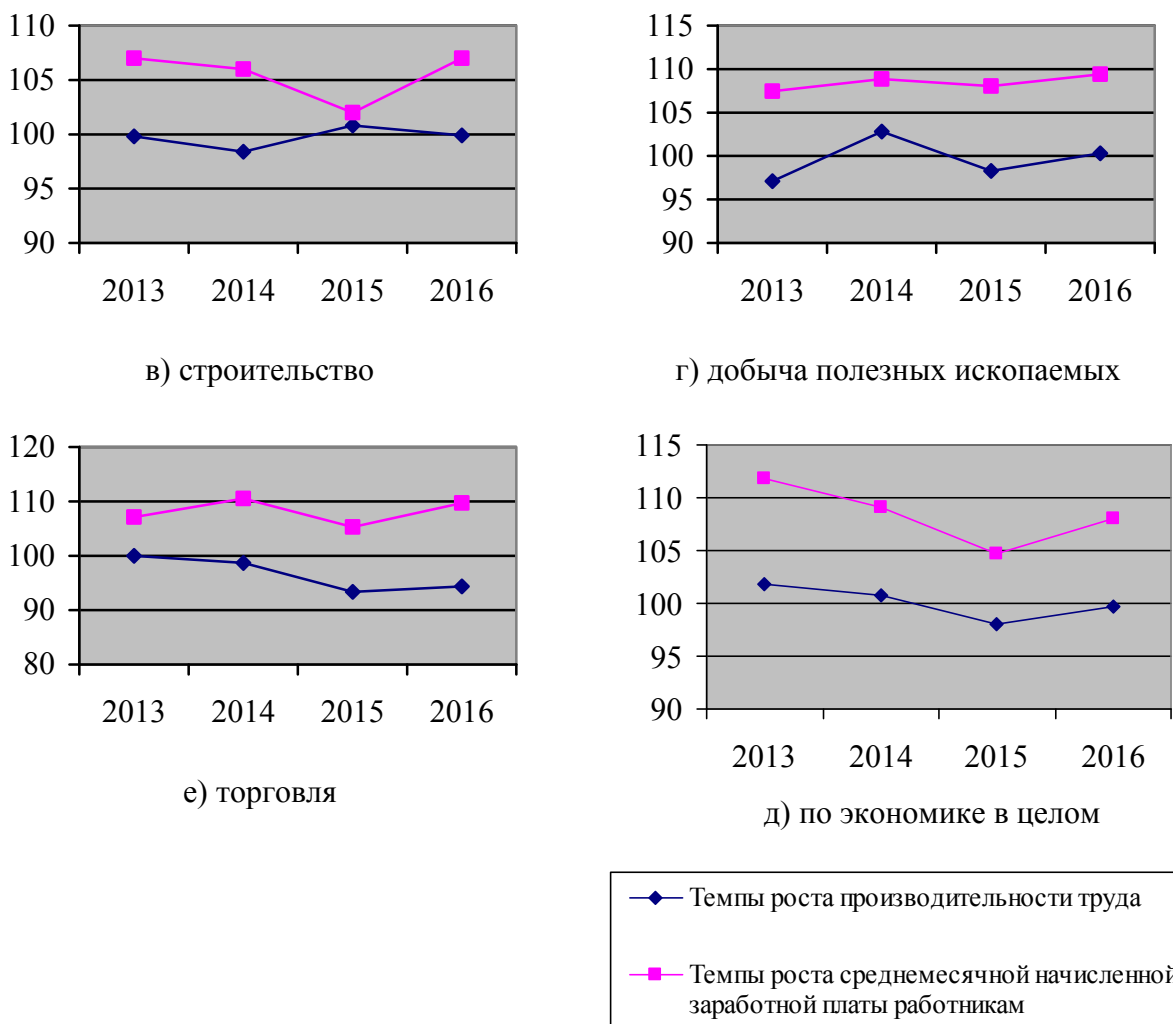 110
105
100
95
90
2013 2014 2015 2016
в) строительство
115
110
105
100
95
90
2013 2014 2015 2016
г) добыча полезных ископаемых
120
110
100
90
80
2013 2014 2015 2016
е) торговля
115
110
105
100
95
90
2013 2014 2015 2016
д) по экономике в целом
Темпы роста производительности труда
Темпы роста среднемесячной начисленной
заработной платы работникам